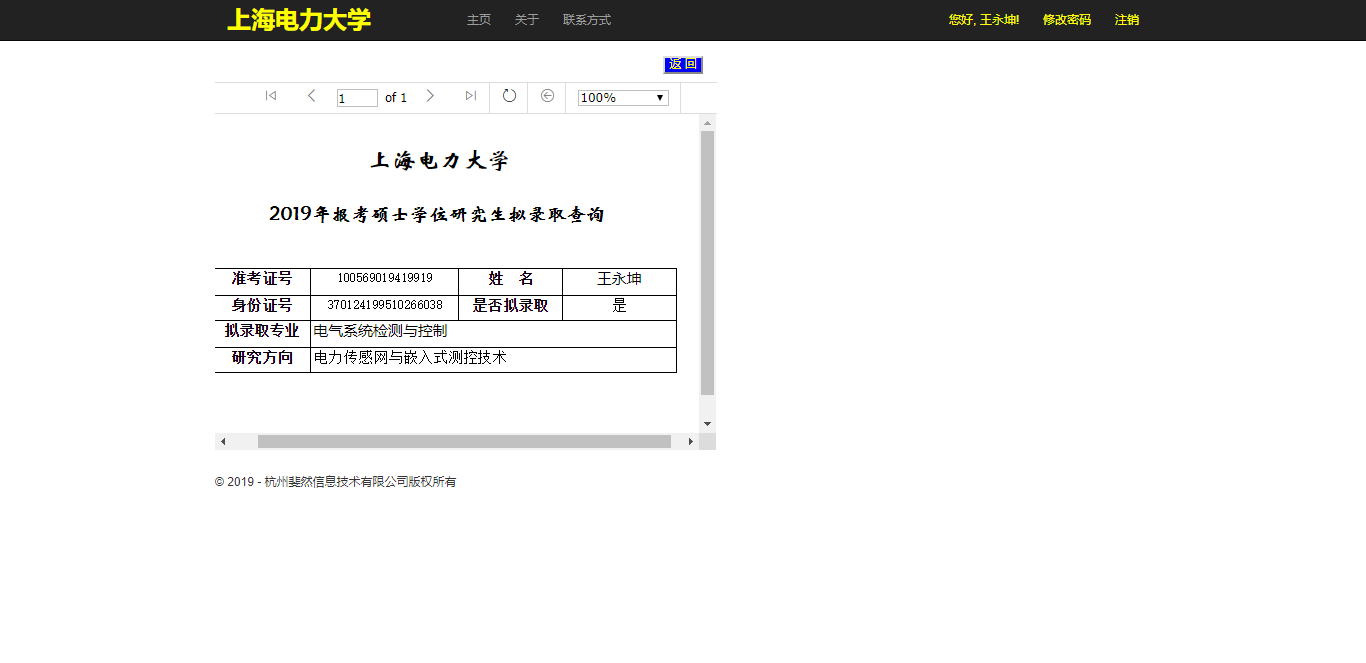 上海电力大学 主页 关于 联系方式 您好, 王永坤! 修改密码 注销
返 回
1 of 1 100%
上海电力大学
2019年报考硕士学位研究生拟录取查询
准考证号 100569019419919 姓 名 王永坤
身份证号 370124199510266038 是否拟录取 是
拟录取专业 电气系统检测与控制
研究方向 电力传感网与嵌入式测控技术
© 2019 - 杭州斐然信息技术有限公司版权所有